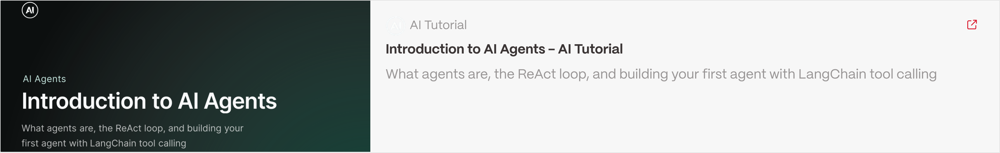 AI
AI Agents
Introduction to AI Agents
What agents are, the ReAct loop, and building your
first agent with LangChain tool calling
AI AI Tutorial
Introduction to AI Agents – AI Tutorial
What agents are, the ReAct loop, and building your first agent with LangChain tool calling